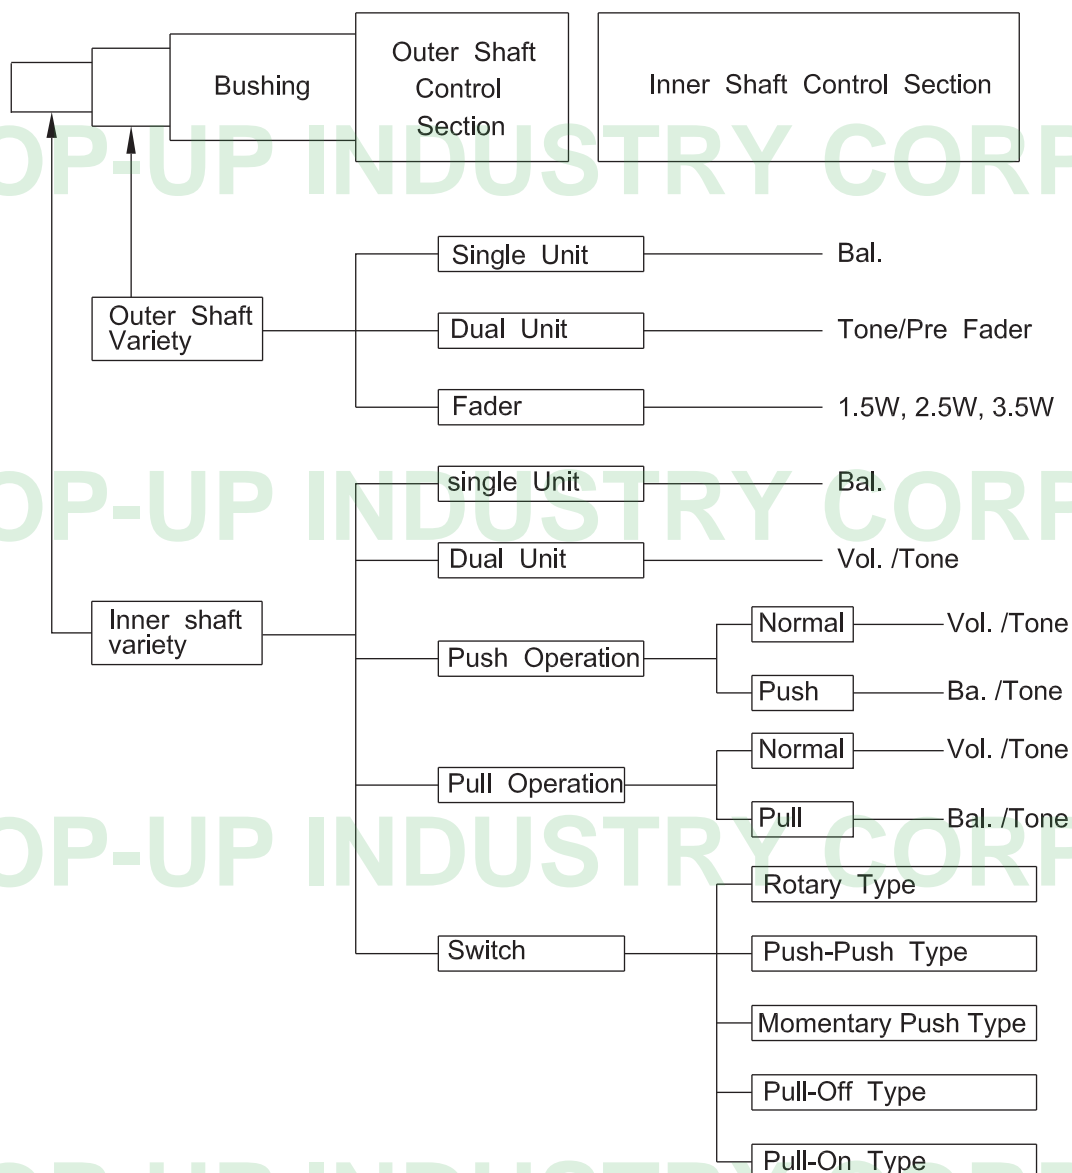 Outer Shaft
Control
Section
Bushing
Inner Shaft Control Section
OP-UP INDUSTRY CORP
Single Unit
Bal.
Outer Shaft
Variety
Dual Unit
Tone/Pre Fader
Fader
1.5W, 2.5W, 3.5W
single Unit
Bal.
OP-UP INDUSTRY CORP
Dual Unit
Vol. /Tone
Inner shaft
variety
Push Operation
Normal
Vol. /Tone
Push
Ba. /Tone
Pull Operation
Normal
Vol. /Tone
Pull
Bal. /Tone
OP-UP INDUSTRY CORP
Switch
Rotary Type
Push-Push Type
Momentary Push Type
Pull-Off Type
Pull-On Type